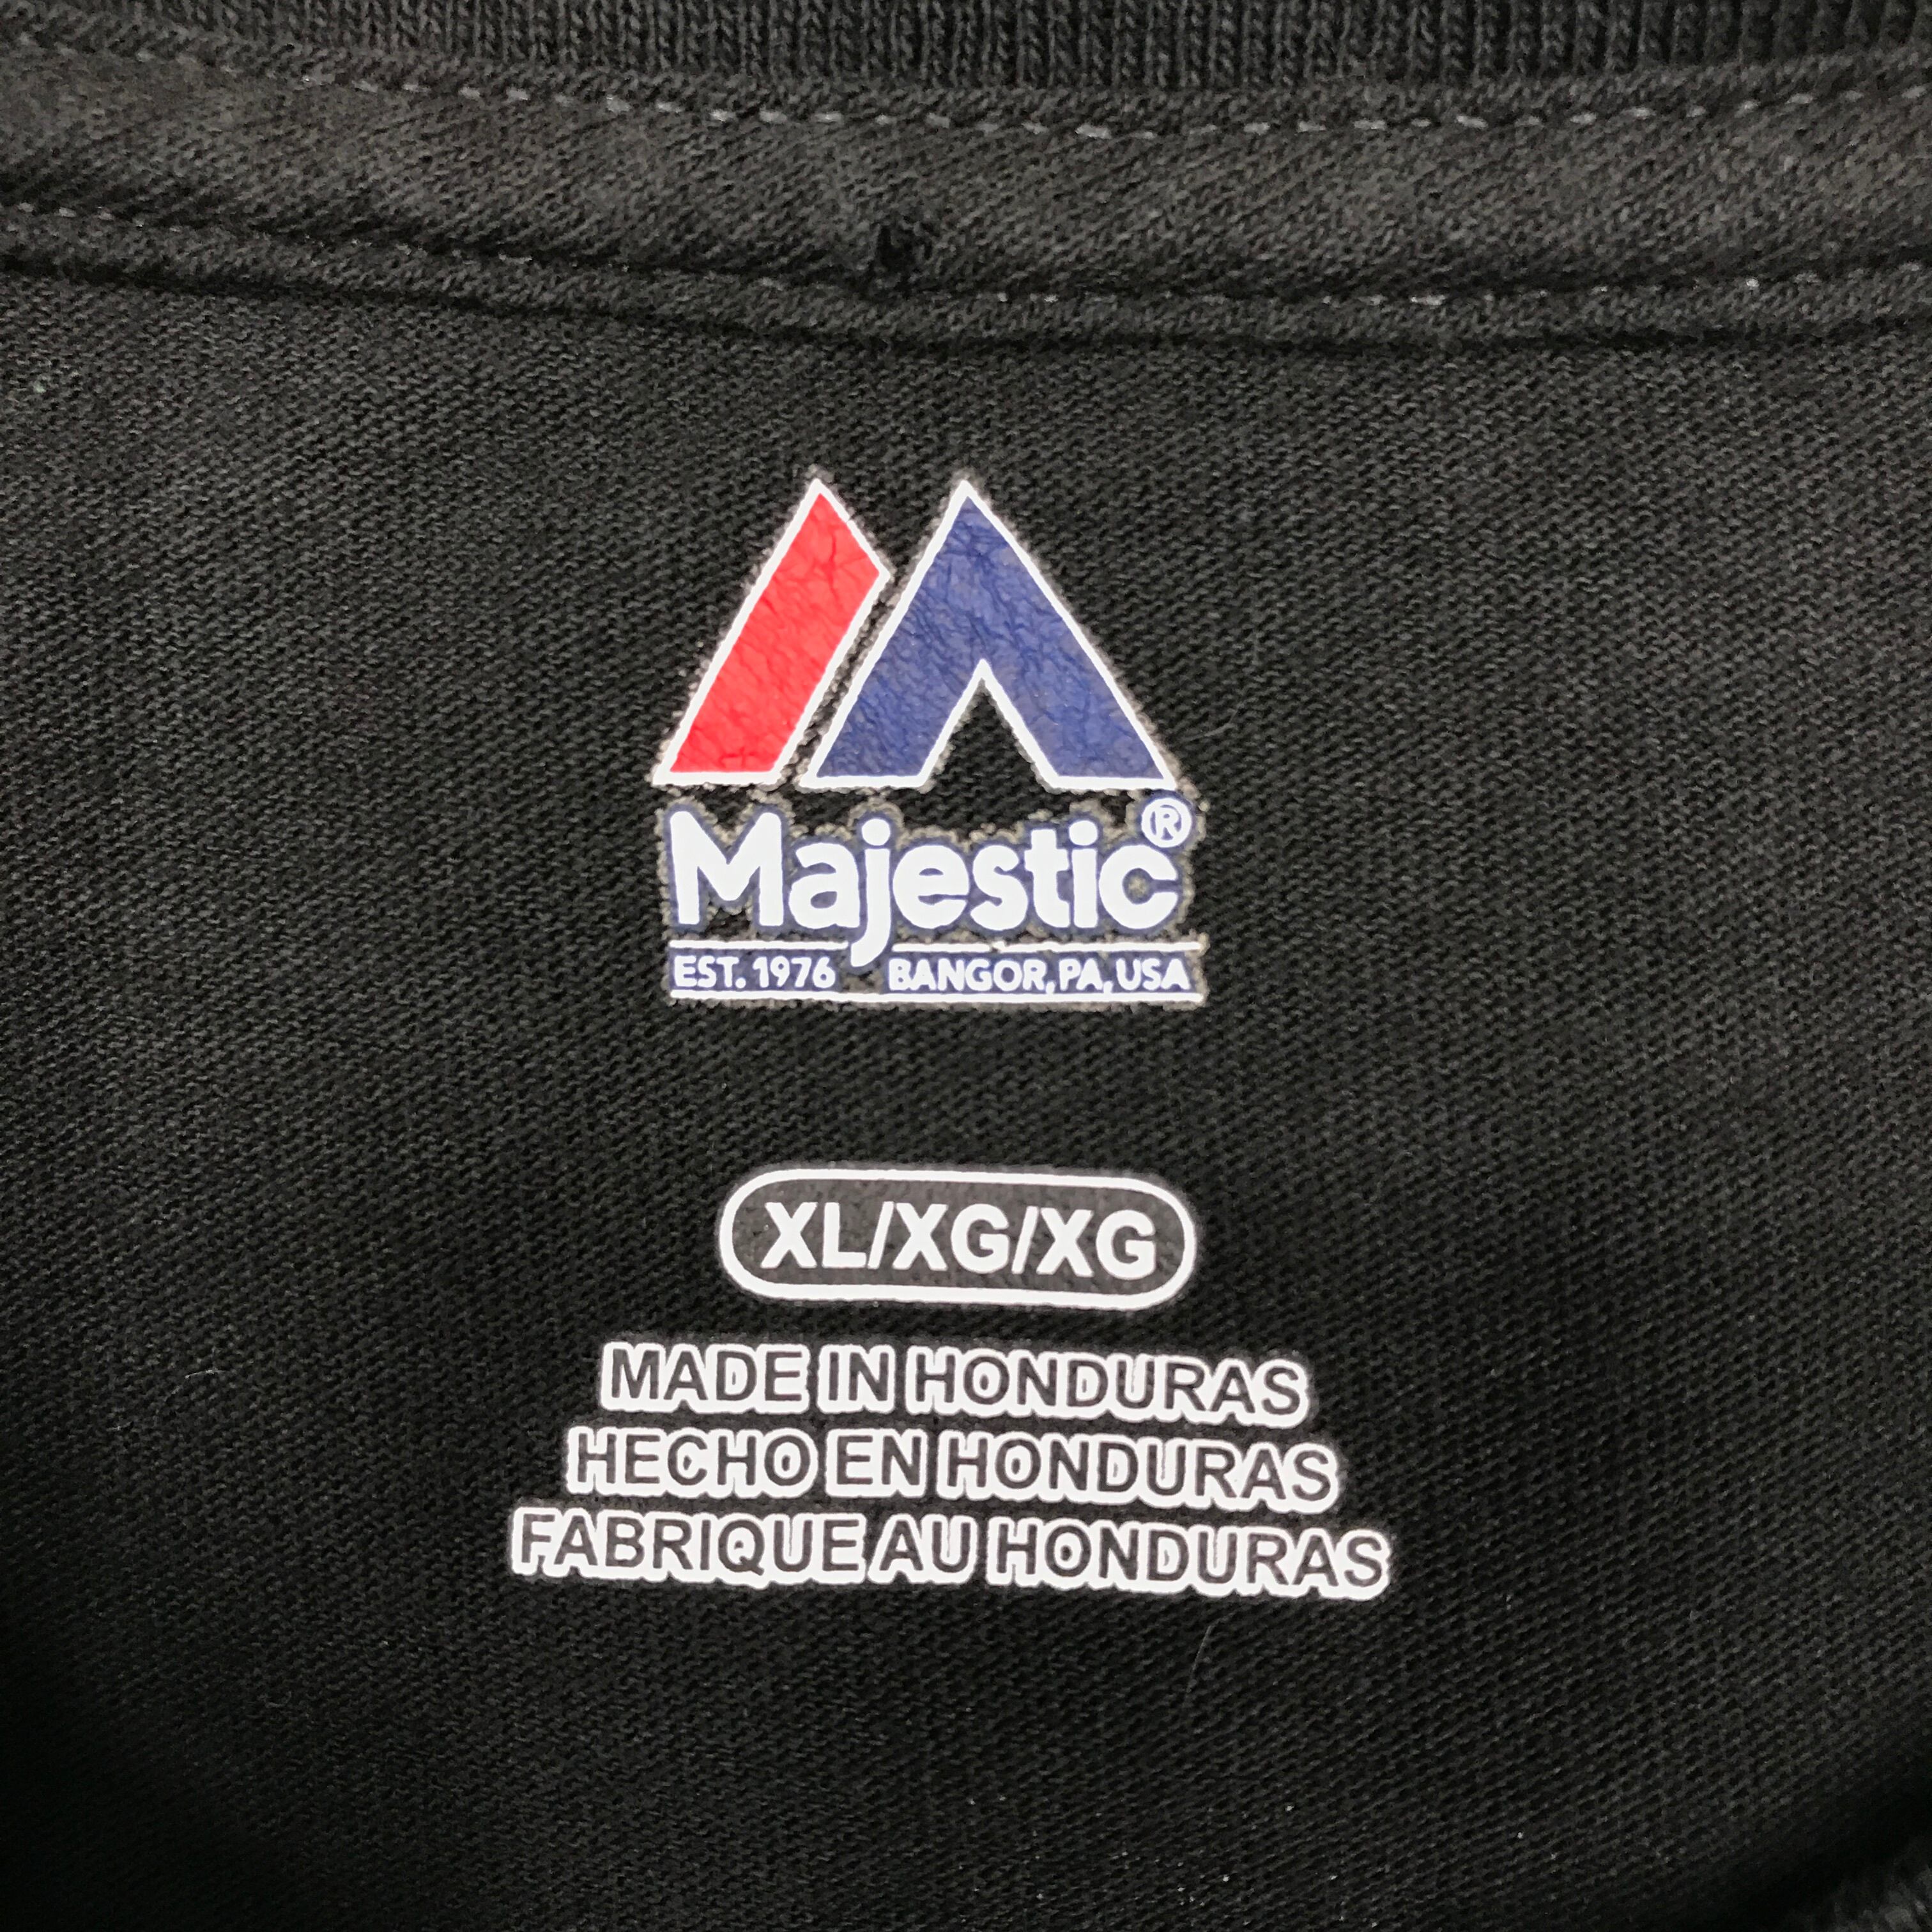 Majestic®
EST. 1976 BANGOR, PA, USA
XL/XG/XG
MADE IN HONDURAS
HECHO EN HONDURAS
FABRIQUE AU HONDURAS